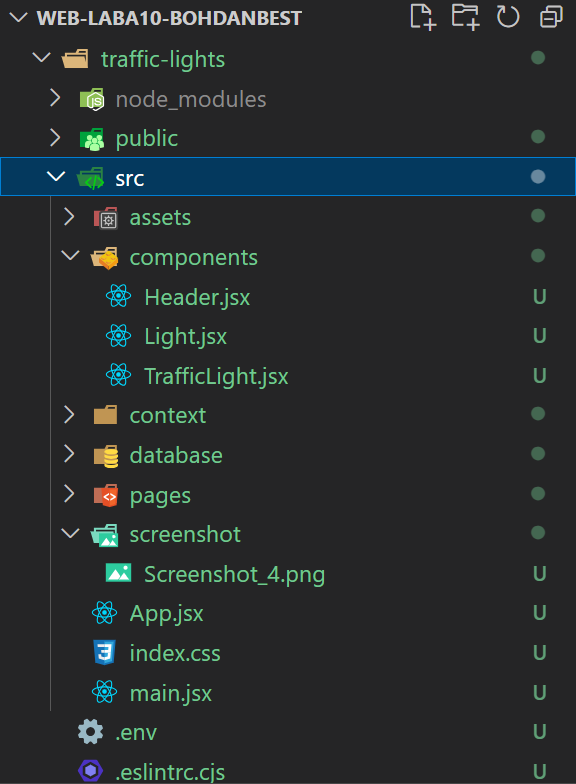 WEB-LABA10-BOHDANBEST
traffic-lights
node_modules
public
src
assets
components
Header.jsx U
Light.jsx U
TrafficLight.jsx U
context
database
pages
screenshot
Screenshot_4.png U
App.jsx U
index.css U
main.jsx U
.env U
.eslintrc.cjs U